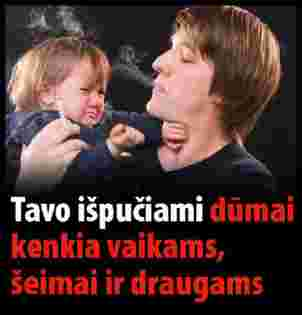 Tavo išpučiami dūmai
kenkia vaikams,
šeimai ir draugams